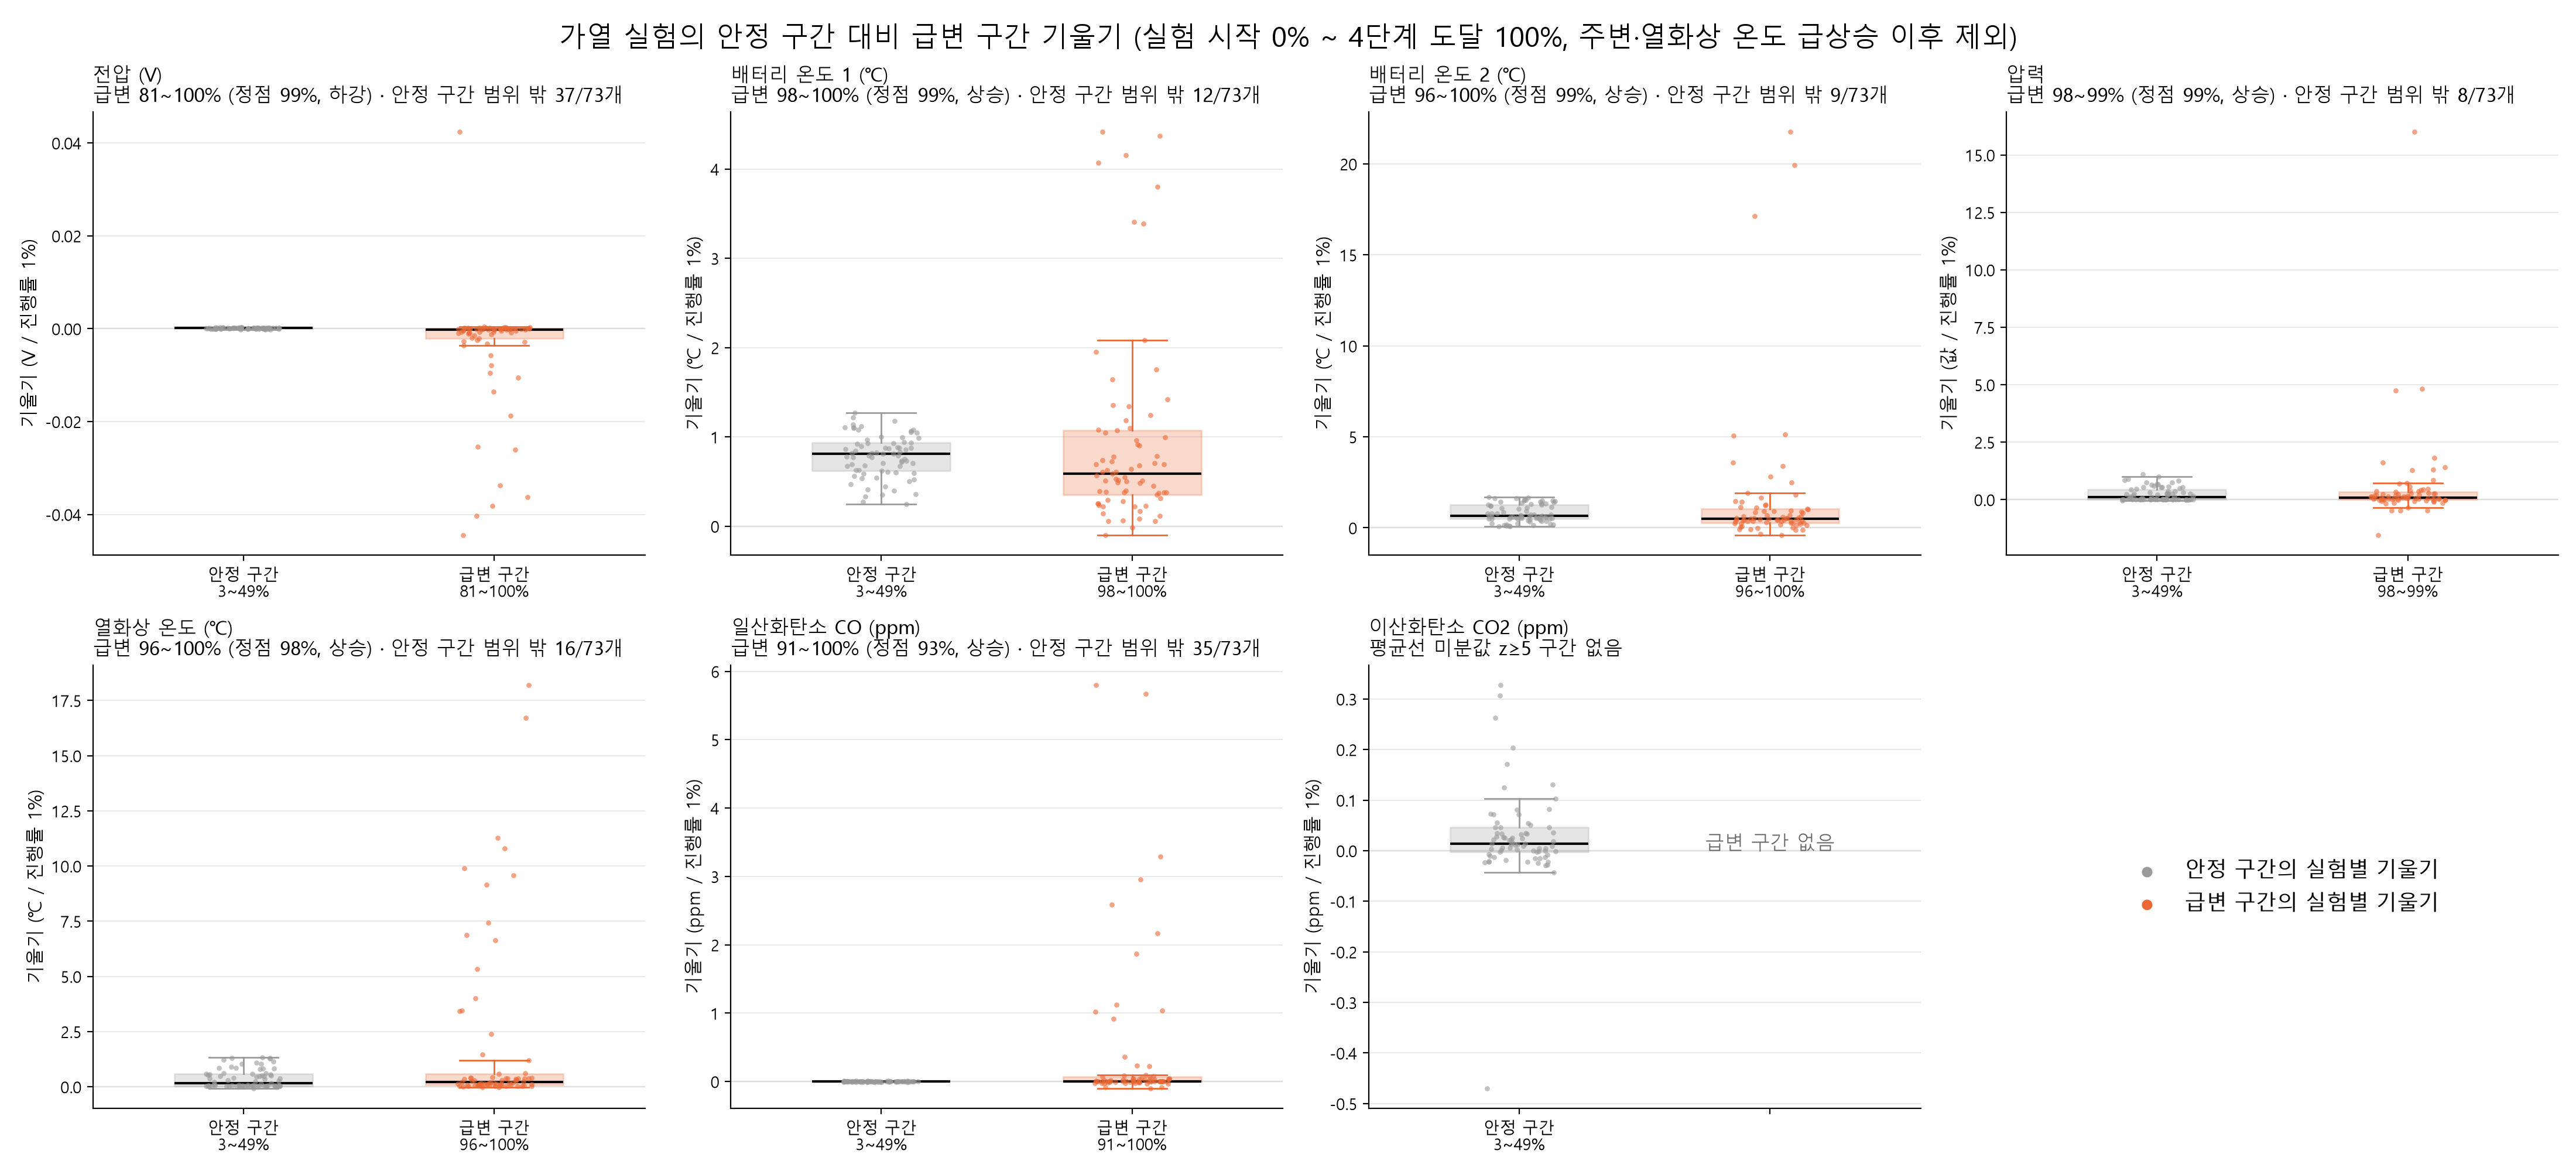 가열 실험의 안정 구간 대비 급변 구간 기울기 (실험 시작 0% ~ 4단계 도달 100%, 주변·열화상 온도 급상승 이후 제외)
전압 (V)
급변 81~100% (정점 99%, 하강) · 안정 구간 범위 밖 37/73개
기울기 (V / 진행률 1%)
0.04
0.02
0.00
-0.02
-0.04
안정 구간
3~49%
급변 구간
81~100%
배터리 온도 1 (℃)
급변 98~100% (정점 99%, 상승) · 안정 구간 범위 밖 12/73개
기울기 (℃ / 진행률 1%)
4
3
2
1
0
안정 구간
3~49%
급변 구간
98~100%
배터리 온도 2 (℃)
급변 96~100% (정점 99%, 상승) · 안정 구간 범위 밖 9/73개
기울기 (℃ / 진행률 1%)
20
15
10
5
0
안정 구간
3~49%
급변 구간
96~100%
압력
급변 98~99% (정점 99%, 상승) · 안정 구간 범위 밖 8/73개
기울기 (값 / 진행률 1%)
15.0
12.5
10.0
7.5
5.0
2.5
0.0
안정 구간
3~49%
급변 구간
98~99%
열화상 온도 (℃)
급변 96~100% (정점 98%, 상승) · 안정 구간 범위 밖 16/73개
기울기 (℃ / 진행률 1%)
17.5
15.0
12.5
10.0
7.5
5.0
2.5
0.0
안정 구간
3~49%
급변 구간
96~100%
일산화탄소 CO (ppm)
급변 91~100% (정점 93%, 상승) · 안정 구간 범위 밖 35/73개
기울기 (ppm / 진행률 1%)
6
5
4
3
2
1
0
안정 구간
3~49%
급변 구간
91~100%
이산화탄소 CO2 (ppm)
평균선 미분값 z≥5 구간 없음
기울기 (ppm / 진행률 1%)
0.3
0.2
0.1
0.0
-0.1
-0.2
-0.3
-0.4
-0.5
급변 구간 없음
안정 구간
3~49%
안정 구간의 실험별 기울기
급변 구간의 실험별 기울기